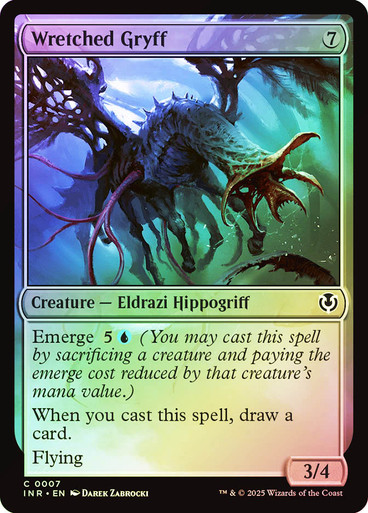 Wretched Gryff 7
Creature — Eldrazi Hippogriff
Emerge 5 (You may cast this spell
by sacrificing a creature and paying the
emerge cost reduced by that creature's
mana value.)
When you cast this spell, draw a
card.
Flying
3/4
C 0007
INR • EN Darek Zabrocki
™ & © 2025 Wizards of the Coast